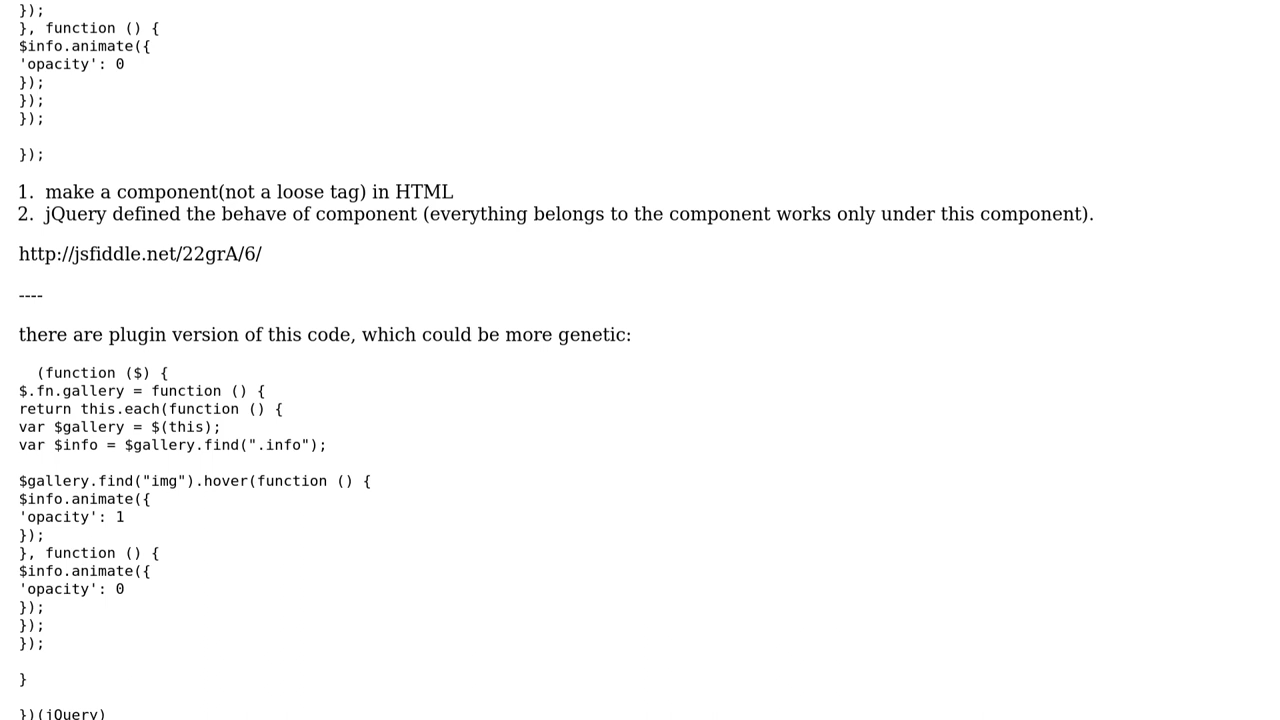 });
}, function () {
$info.animate({
'opacity': 0
});
});
});
});
1. make a component(not a loose tag) in HTML
2. jQuery defined the behave of component (everything belongs to the component works only under this component).
http://jsfiddle.net/22grA/6/
----
there are plugin version of this code, which could be more genetic:
(function ($) {
$.fn.gallery = function () {
return this.each(function () {
var $gallery = $(this);
var $info = $gallery.find(".info");
$gallery.find("img").hover(function () {
$info.animate({
'opacity': 1
});
}, function () {
$info.animate({
'opacity': 0
});
});
});
}
})(jQuery)